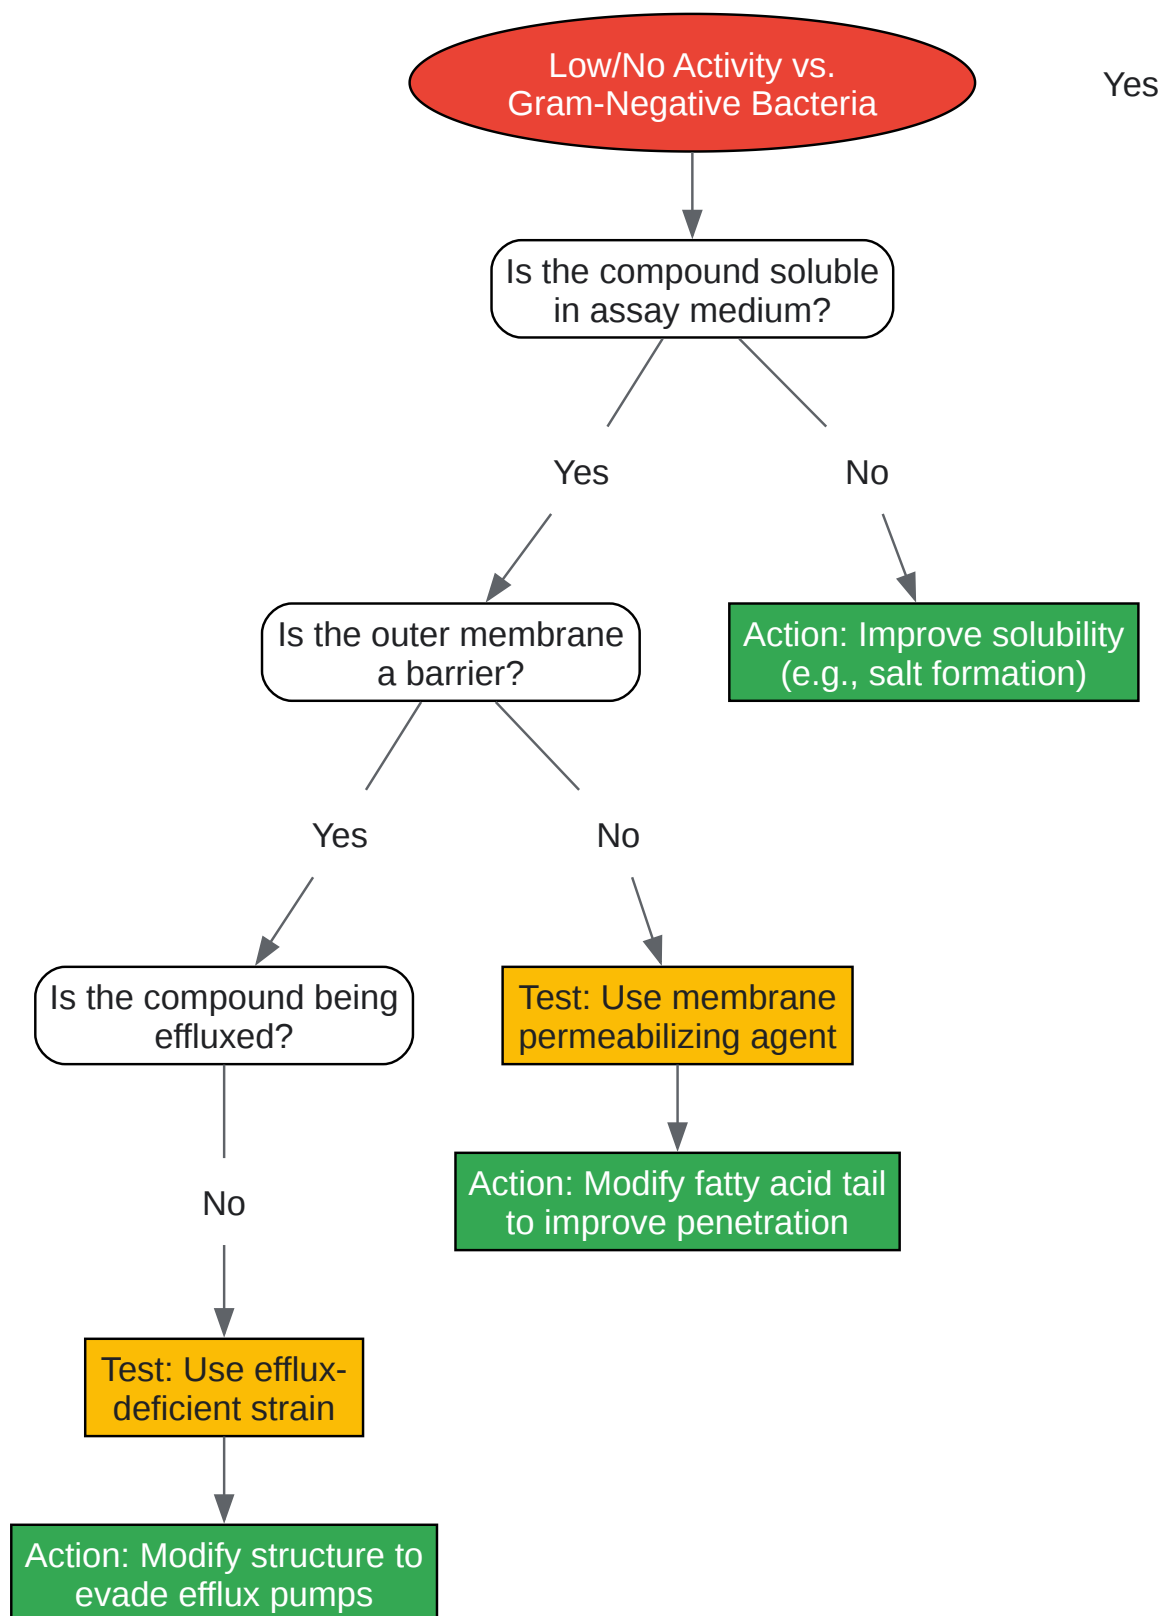 Low/No Activity vs.
Gram-Negative Bacteria
Yes
Is the compound soluble
in assay medium?
Yes
No
Is the outer membrane
a barrier?
Action: Improve solubility
(e.g., salt formation)
Yes
No
Is the compound being
effluxed?
Test: Use membrane
permeabilizing agent
Action: Modify fatty acid tail
to improve penetration
No
Test: Use efflux-
deficient strain
Action: Modify structure to
evade efflux pumps